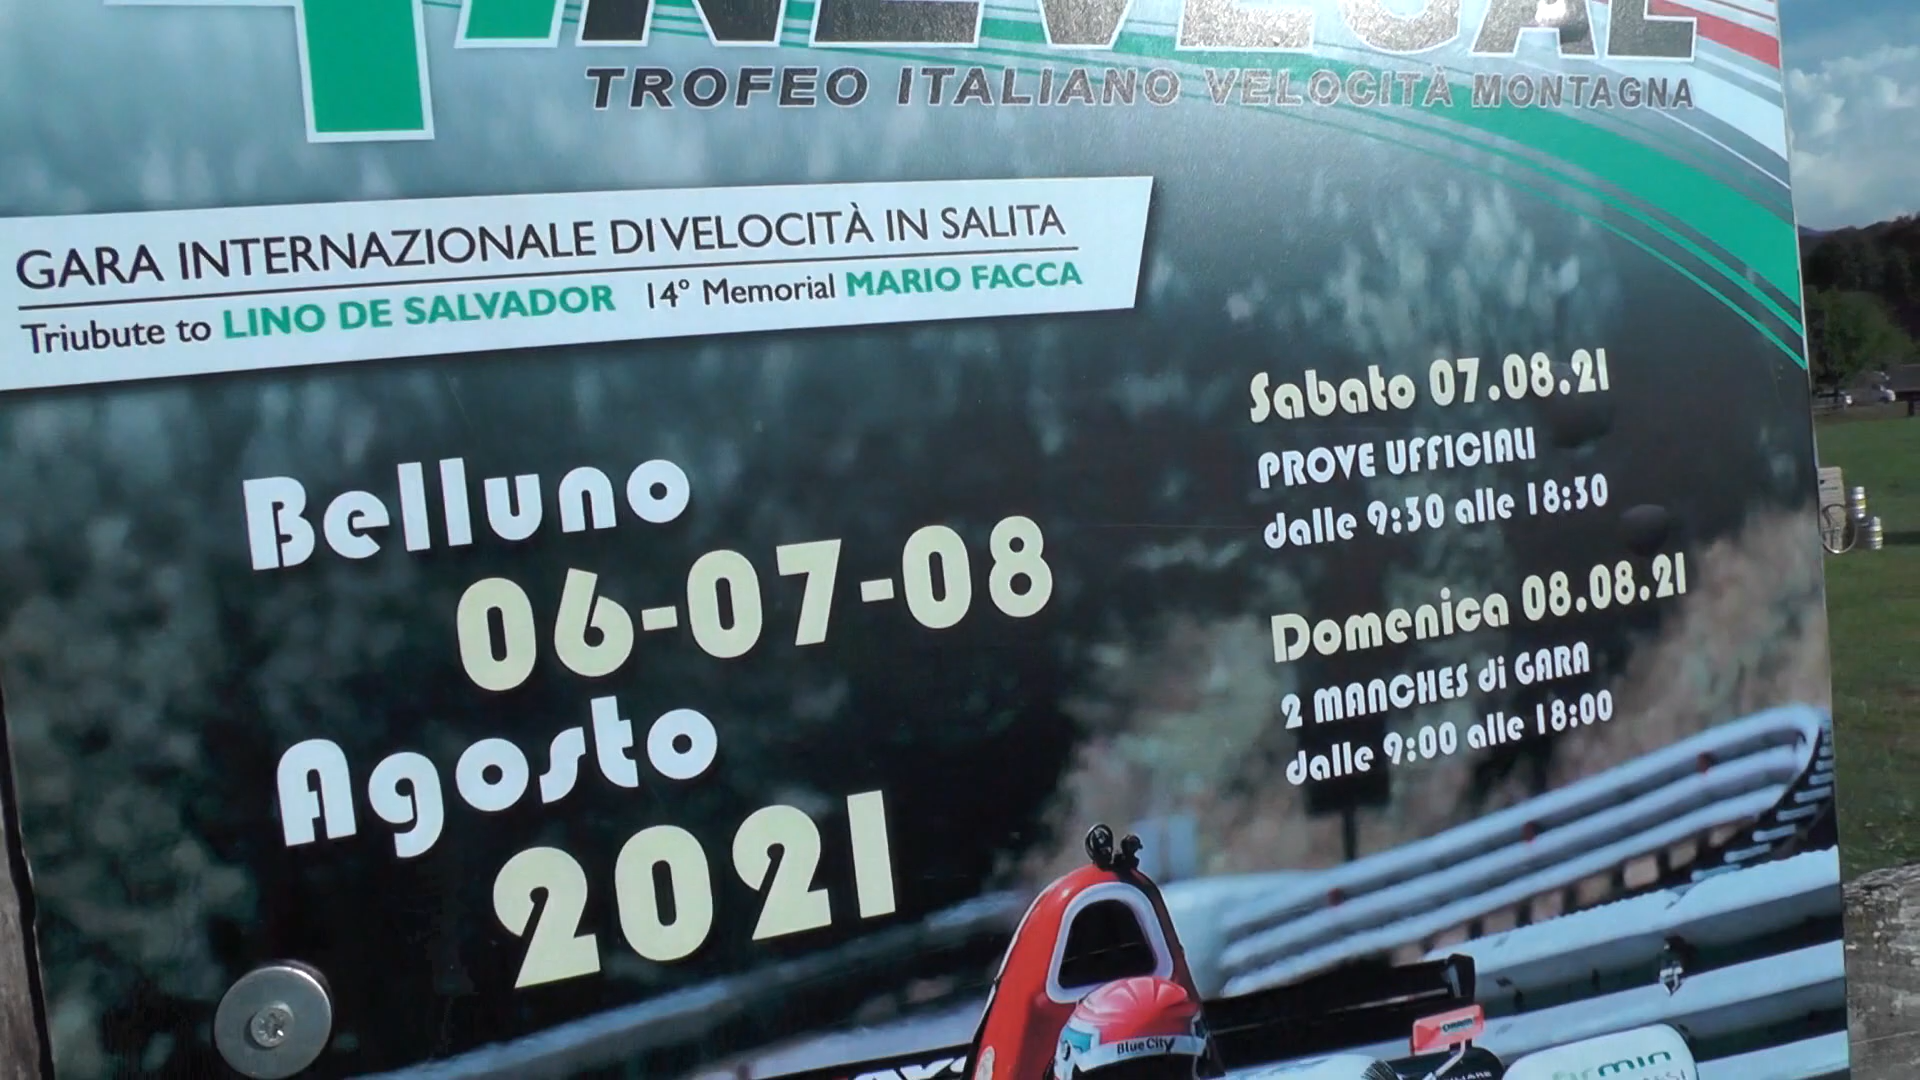 NEVEGAL
TROFEO ITALIANO VELOCITÀ MONTAGNA
GARA INTERNAZIONALE DI VELOCITÀ IN SALITA
Triubute to LINO DE SALVADOR 14° Memorial MARIO FACCA
Belluno
06-07-08
Agosto
2021
Sabato 07.08.21
PROVE UFFICIALI
dalle 9:30 alle 18:30
Domenica 08.08.21
2 MANCHES di GARA
dalle 9:00 alle 18:00
BlueCity